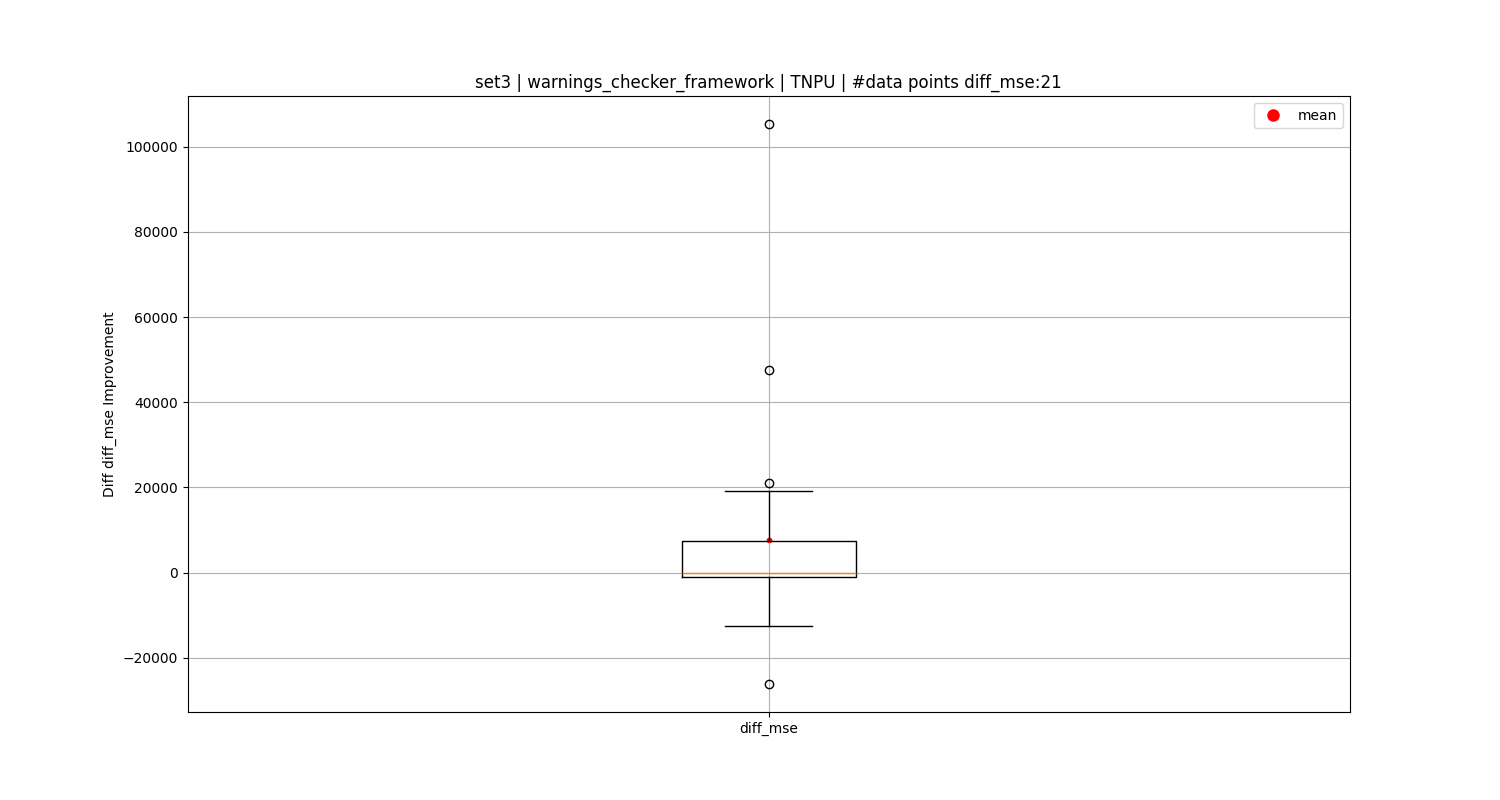 set3 | warnings_checker_framework | TNPU | #data points diff_mse:21
mean
100000
80000
60000
40000
20000
0
−20000
Diff diff_mse Improvement
diff_mse